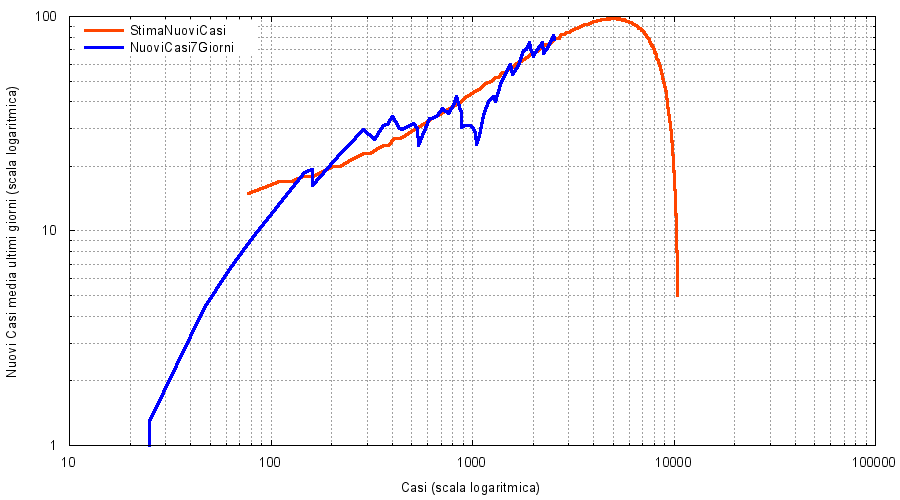 100
StimaNuoviCasi
NuoviCasi7Giorni
Nuovi Casi media ultimi giorni (scala logaritmica)
10
1
10
100
1000
10000
100000
Casi (scala logaritmica)